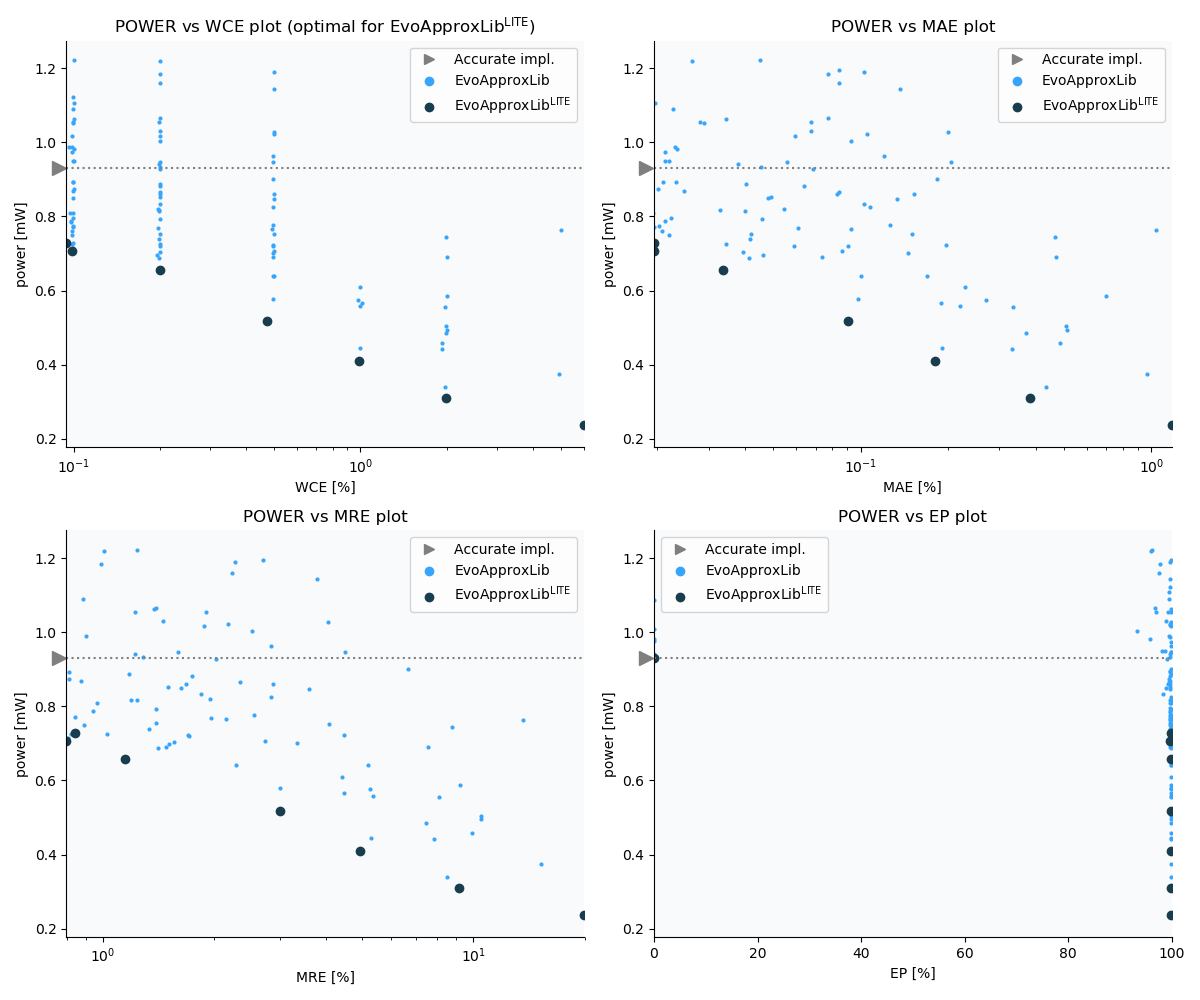 POWER vs WCE plot (optimal for EvoApproxLib^LITE)
Accurate impl.
EvoApproxLib
EvoApproxLib^LITE
power [mW]
1.2
1.0
0.8
0.6
0.4
0.2
10^−1
10^0
WCE [%]
POWER vs MAE plot
Accurate impl.
EvoApproxLib
EvoApproxLib^LITE
power [mW]
1.2
1.0
0.8
0.6
0.4
0.2
10^−1
10^0
MAE [%]
POWER vs MRE plot
Accurate impl.
EvoApproxLib
EvoApproxLib^LITE
power [mW]
1.2
1.0
0.8
0.6
0.4
0.2
10^0
10^1
MRE [%]
POWER vs EP plot
Accurate impl.
EvoApproxLib
EvoApproxLib^LITE
power [mW]
1.2
1.0
0.8
0.6
0.4
0.2
0 20 40 60 80 100
EP [%]